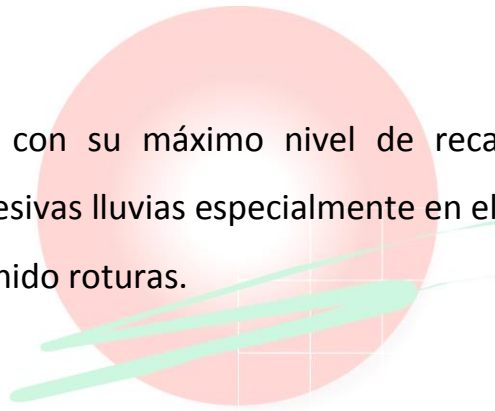 con su máximo nivel de reca
esivas lluvias especialmente en el
nido roturas.